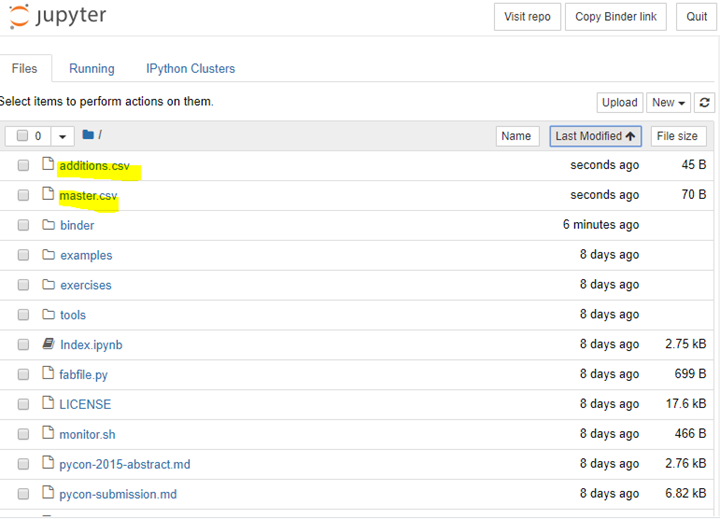 jupyter Visit repo Copy Binder link Quit
Files Running IPython Clusters
Select items to perform actions on them. Upload New
0 / Name Last Modified File size
additions.csv seconds ago 45 B
master.csv seconds ago 70 B
binder 6 minutes ago
examples 8 days ago
exercises 8 days ago
tools 8 days ago
Index.ipynb 8 days ago 2.75 kB
fabfile.py 8 days ago 699 B
LICENSE 8 days ago 17.6 kB
monitor.sh 8 days ago 466 B
pycon-2015-abstract.md 8 days ago 2.76 kB
pycon-submission.md 8 days ago 6.82 kB